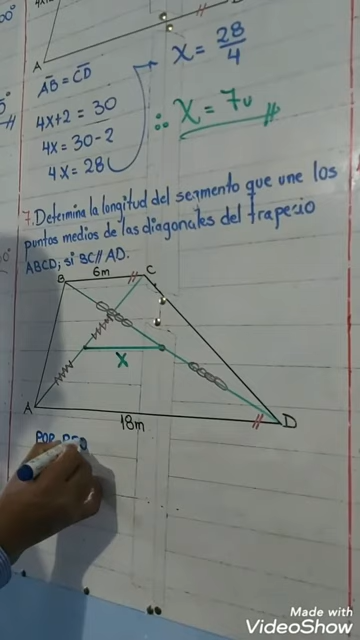 A
AB = CD
4x+2 = 30
4x = 30-2
4x = 28
x = 28/4
∴ x = 7u
7. Determina la longitud del segmento que une los
puntos medios de las diagonales del trapecio
ABCD, si BC // AD.
6m
B
C
X
A
D
18m
POR
Made with
VideoShow